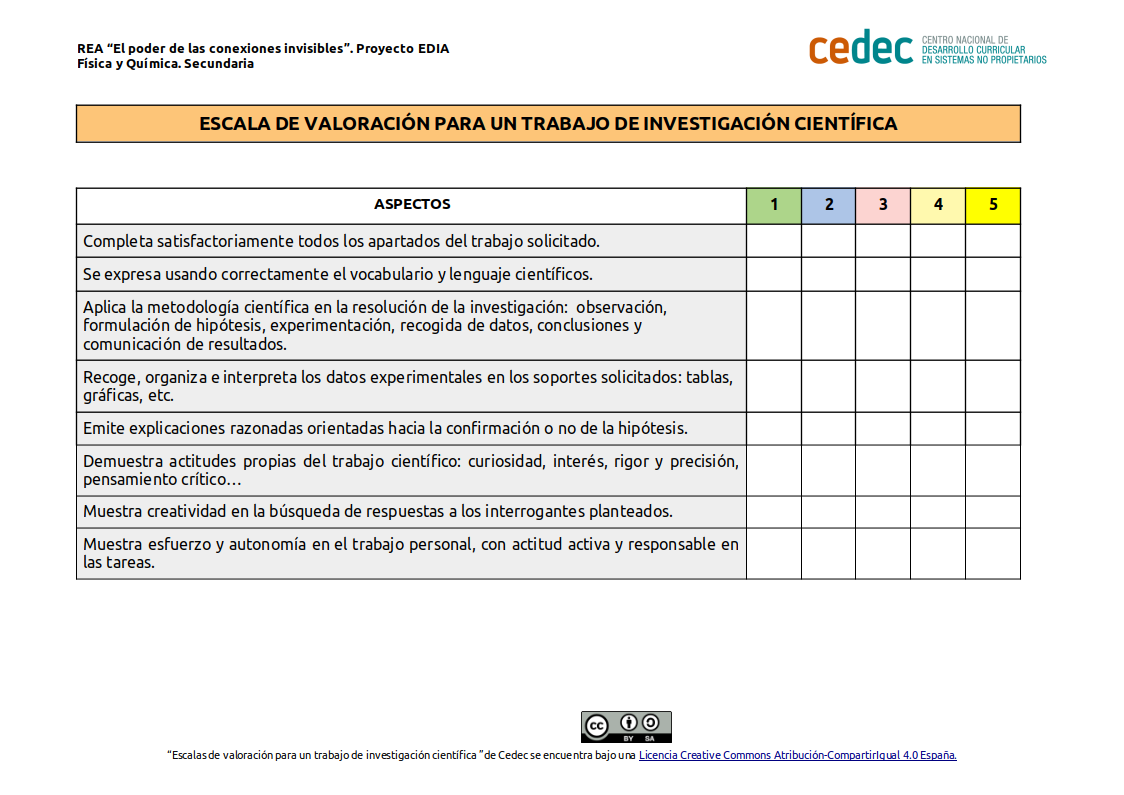 REA “El poder de las conexiones invisibles”. Proyecto EDIA
Física y Química. Secundaria
cedec
CENTRO NACIONAL DE
DESARROLLO CURRICULAR
EN SISTEMAS NO PROPIETARIOS
ESCALA DE VALORACIÓN PARA UN TRABAJO DE INVESTIGACIÓN CIENTÍFICA
ASPECTOS 1 2 3 4 5
Completa satisfactoriamente todos los apartados del trabajo solicitado.
Se expresa usando correctamente el vocabulario y lenguaje científicos.
Aplica la metodología científica en la resolución de la investigación: observación,
formulación de hipótesis, experimentación, recogida de datos, conclusiones y
comunicación de resultados.
Recoge, organiza e interpreta los datos experimentales en los soportes solicitados: tablas,
gráficas, etc.
Emite explicaciones razonadas orientadas hacia la confirmación o no de la hipótesis.
Demuestra actitudes propias del trabajo científico: curiosidad, interés, rigor y precisión,
pensamiento crítico…
Muestra creatividad en la búsqueda de respuestas a los interrogantes planteados.
Muestra esfuerzo y autonomía en el trabajo personal, con actitud activa y responsable en
las tareas.
cc
BY SA
“Escalas de valoración para un trabajo de investigación científica ” de Cedec se encuentra bajo una Licencia Creative Commons Atribución-CompartirIgual 4.0 España.